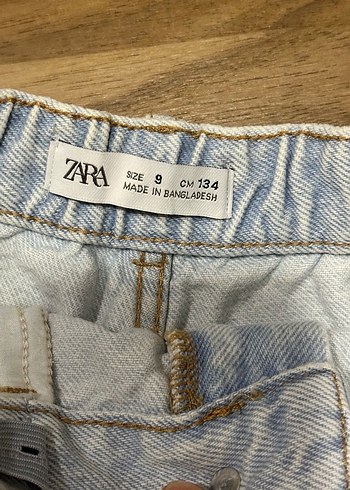 ZARA SIZE 9 CM 134
MADE IN BANGLADESH